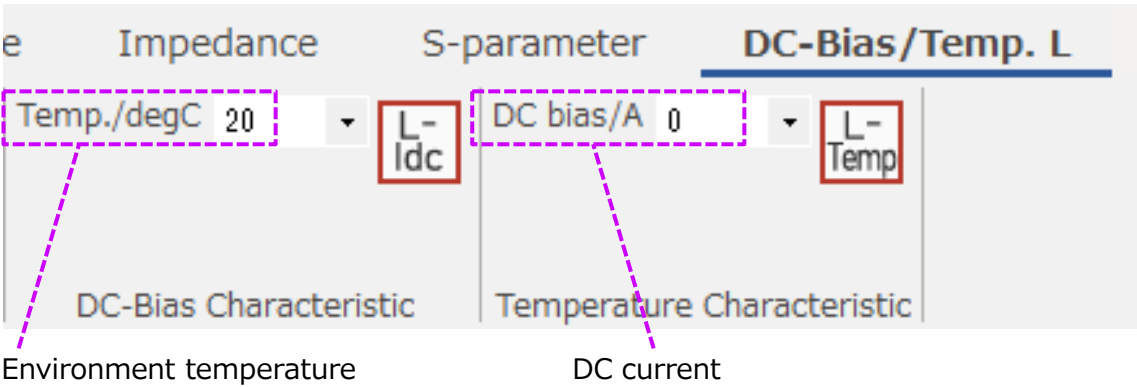 e Impedance S-parameter DC-Bias/Temp. L
Temp./degC 20 L-Idc DC bias/A 0 L-Temp
DC-Bias Characteristic Temperature Characteristic
Environment temperature DC current